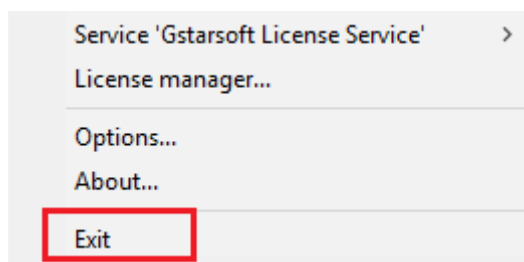 Service 'Gstarsoft License Service' >
License manager...
Options...
About...
Exit